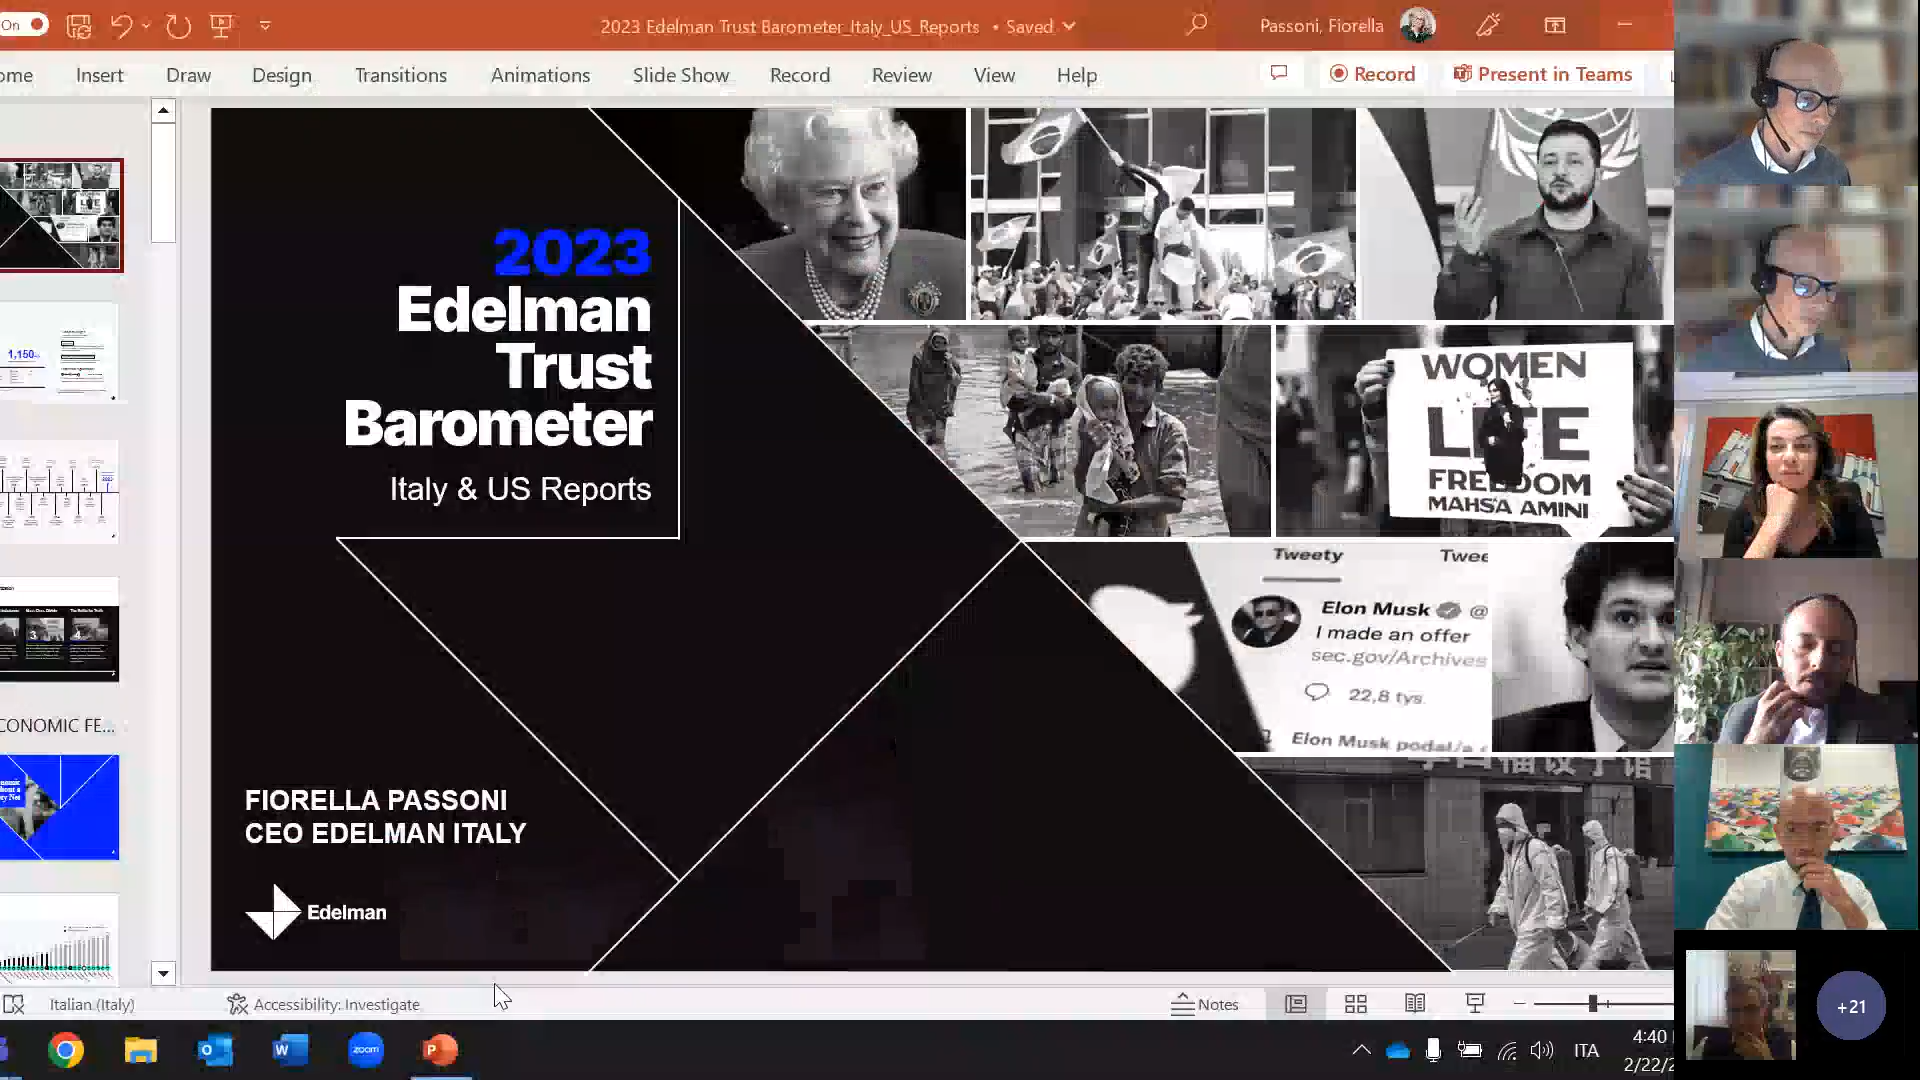 On
2023 Edelman Trust Barometer_Italy_US_Reports • Saved
Passoni, Fiorella
ome Insert Draw Design Transitions Animations Slide Show Record Review View Help
Record
Present in Teams
2023
Edelman
Trust
Barometer
Italy & US Reports
WOMEN
LIFE
FREEDOM
MAHSA AMINI
1,150
Tweety Twee
Elon Musk @
I made an offer
sec.gov/Archives
22,8 tys.
Elon Musk podal/a
CONOMIC FE...
FIORELLA PASSONI
CEO EDELMAN ITALY
Edelman
+21
Italian (Italy)
Accessibility: Investigate
Notes
zoom
ITA
4:40
2/22/2